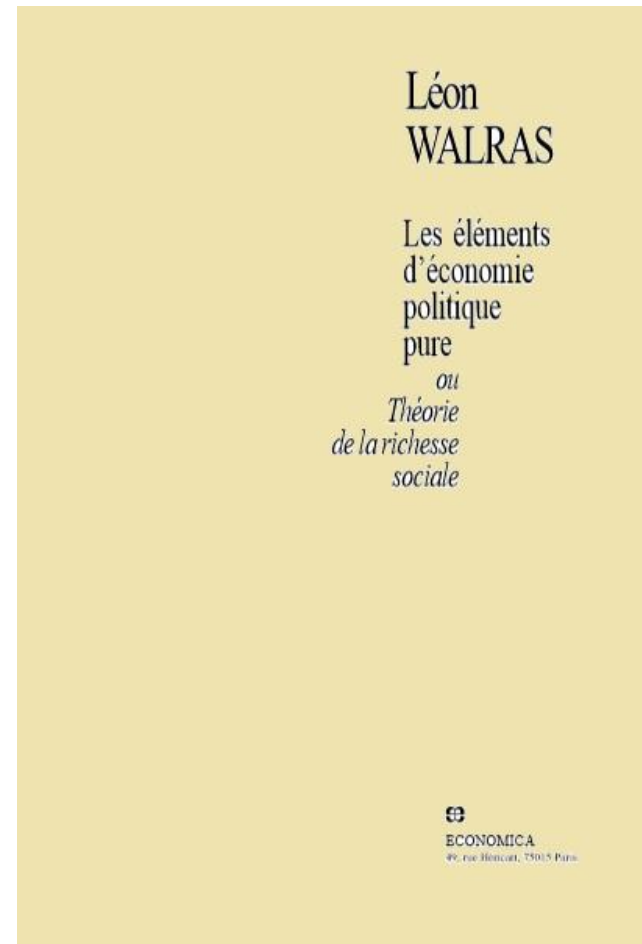 Léon
WALRAS
Les éléments
d'économie
politique
pure
ou
Théorie
de la richesse
sociale
ECONOMICA
49, rue Héricart, 75015 Paris